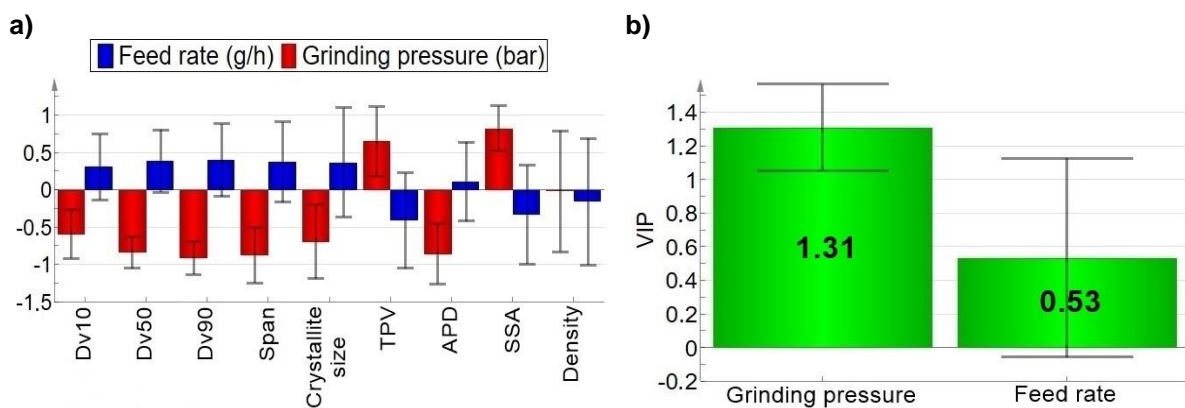 a)
Feed rate (g/h) Grinding pressure (bar)
1
0.5
0
-0.5
-1
-1.5
Dv10
Dv50
Dv90
Span
Crystallite
size
TPV
APD
SSA
Density
b)
VIP
1.4
1.2
1
0.8
0.6
0.4
0.2
0
-0.2
1.31
0.53
Grinding pressure Feed rate